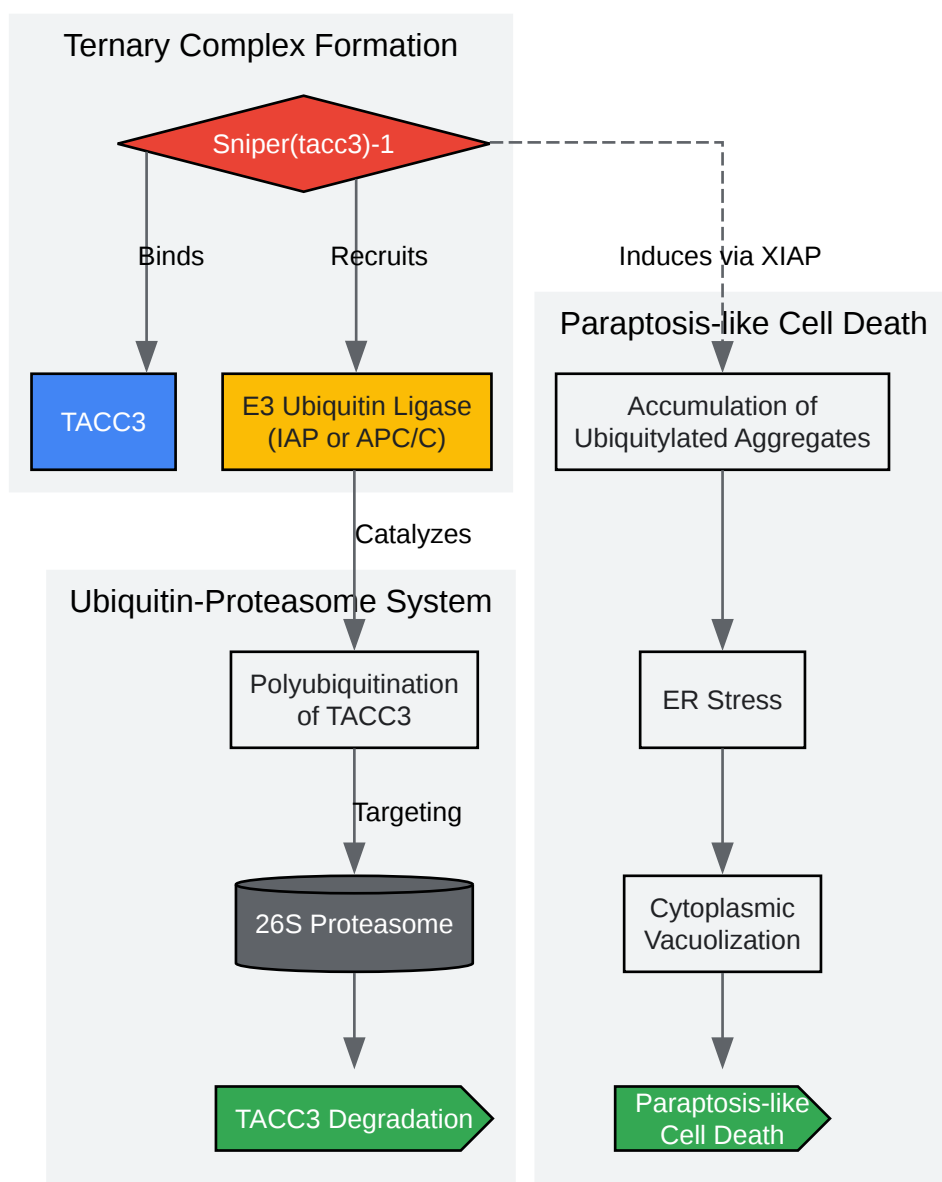 Ternary Complex Formation
Sniper(tacc3)-1
Binds
Recruits
Induces via XIAP
Paraptosis-like Cell Death
TACC3
E3 Ubiquitin Ligase
(IAP or APC/C)
Accumulation of
Ubiquitylated Aggregates
Catalyzes
Ubiquitin-Proteasome System
Polyubiquitination
of TACC3
ER Stress
Targeting
26S Proteasome
Cytoplasmic
Vacuolization
TACC3 Degradation
Paraptosis-like
Cell Death